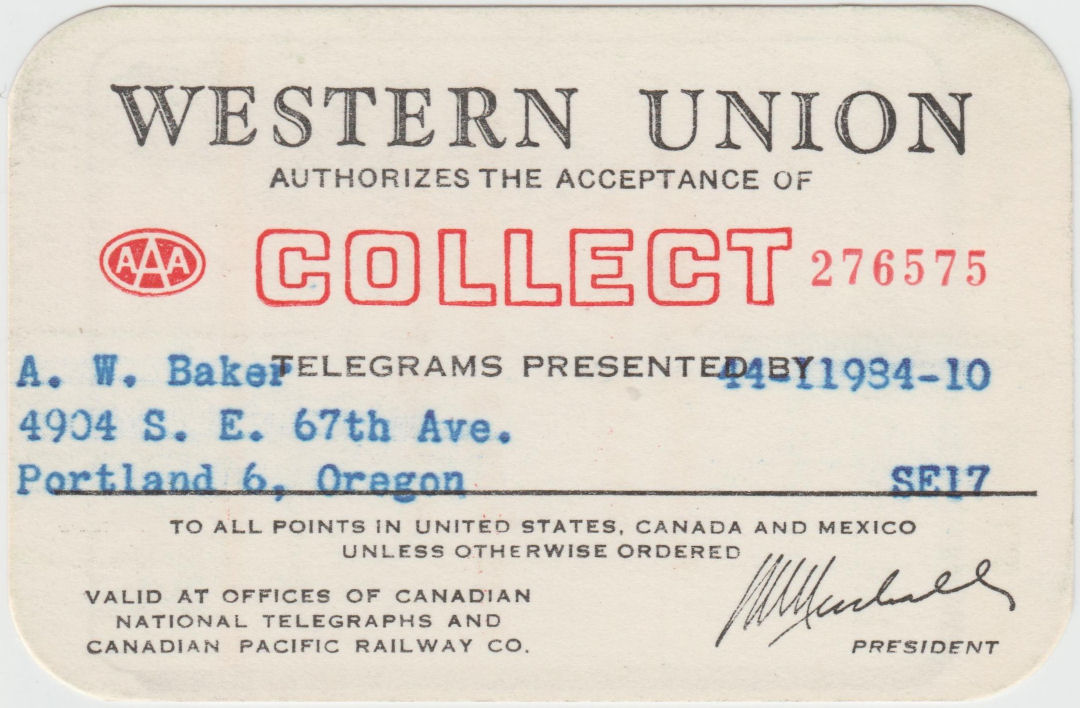 WESTERN UNION
AUTHORIZES THE ACCEPTANCE OF
AAA COLLECT 276575
TELEGRAMS PRESENTED BY
A. W. Baker 44-11984-10
4904 S. E. 67th Ave.
Portland 6, Oregon SE17
TO ALL POINTS IN UNITED STATES, CANADA AND MEXICO
UNLESS OTHERWISE ORDERED
VALID AT OFFICES OF CANADIAN
NATIONAL TELEGRAPHS AND
CANADIAN PACIFIC RAILWAY CO.
PRESIDENT